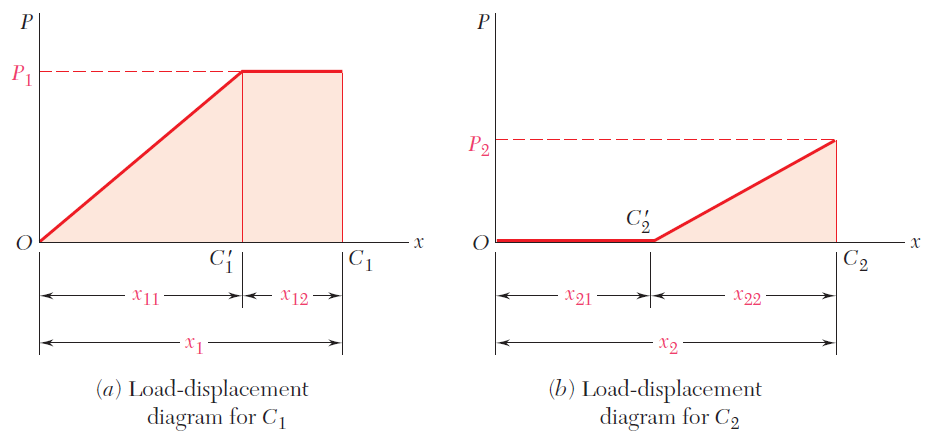 P
P1
O
C′1
C1
x
x11
x12
x1
(a) Load-displacement
diagram for C1
P
P2
C′2
O
C2
x
x21
x22
x2
(b) Load-displacement
diagram for C2